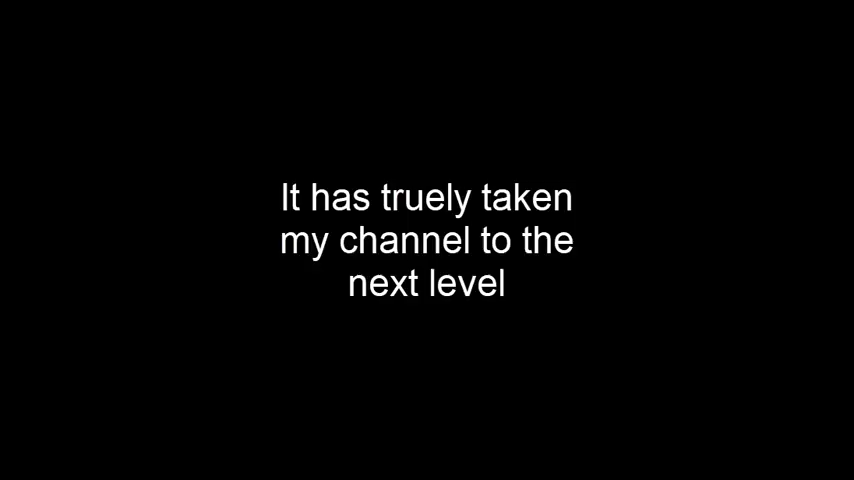 It has truely taken
my channel to the
next level